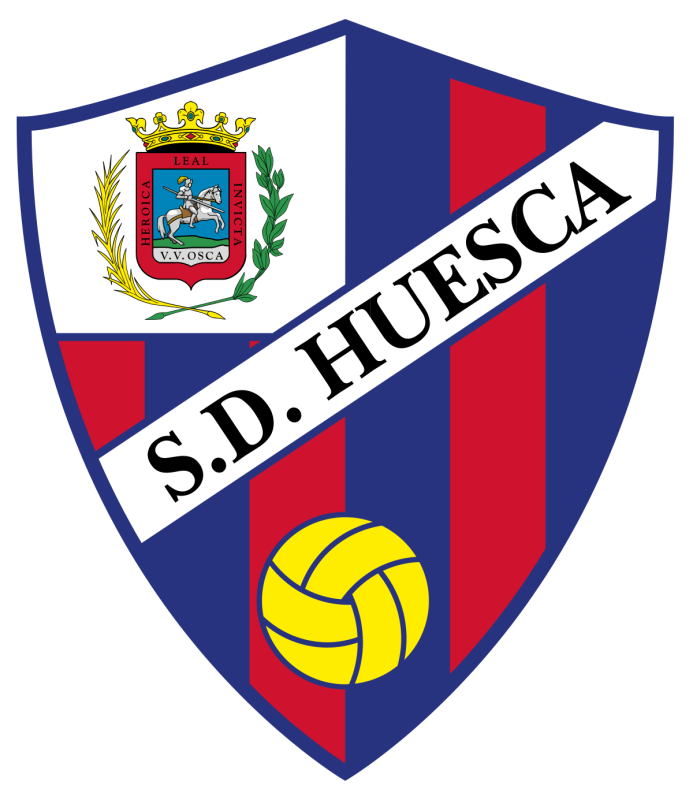 LEAL
HEROICA
INVICTA
V.V. OSCA
S.D. HUESCA